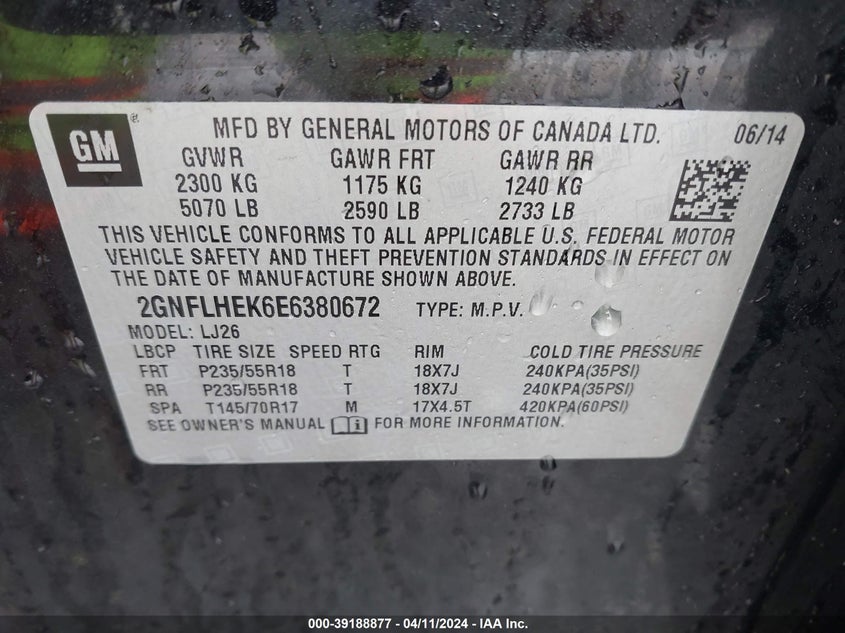 GM
MFD BY GENERAL MOTORS OF CANADA LTD. 06/14
GVWR GAWR FRT GAWR RR
2300 KG 1175 KG 1240 KG
5070 LB 2590 LB 2733 LB
THIS VEHICLE CONFORMS TO ALL APPLICABLE U.S. FEDERAL MOTOR
VEHICLE SAFETY AND THEFT PREVENTION STANDARDS IN EFFECT ON
THE DATE OF MANUFACTURE SHOWN ABOVE.
2GNFLHEK6E6380672 TYPE: M.P.V.
MODEL: LJ26
LBCP TIRE SIZE SPEED RTG RIM COLD TIRE PRESSURE
FRT P235/55R18 T 18X7J 240KPA(35PSI)
RR P235/55R18 T 18X7J 240KPA(35PSI)
SPA T145/70R17 M 17X4.5T 420KPA(60PSI)
SEE OWNER'S MANUAL FOR MORE INFORMATION.
000-39188877 - 04/11/2024 - IAA Inc.